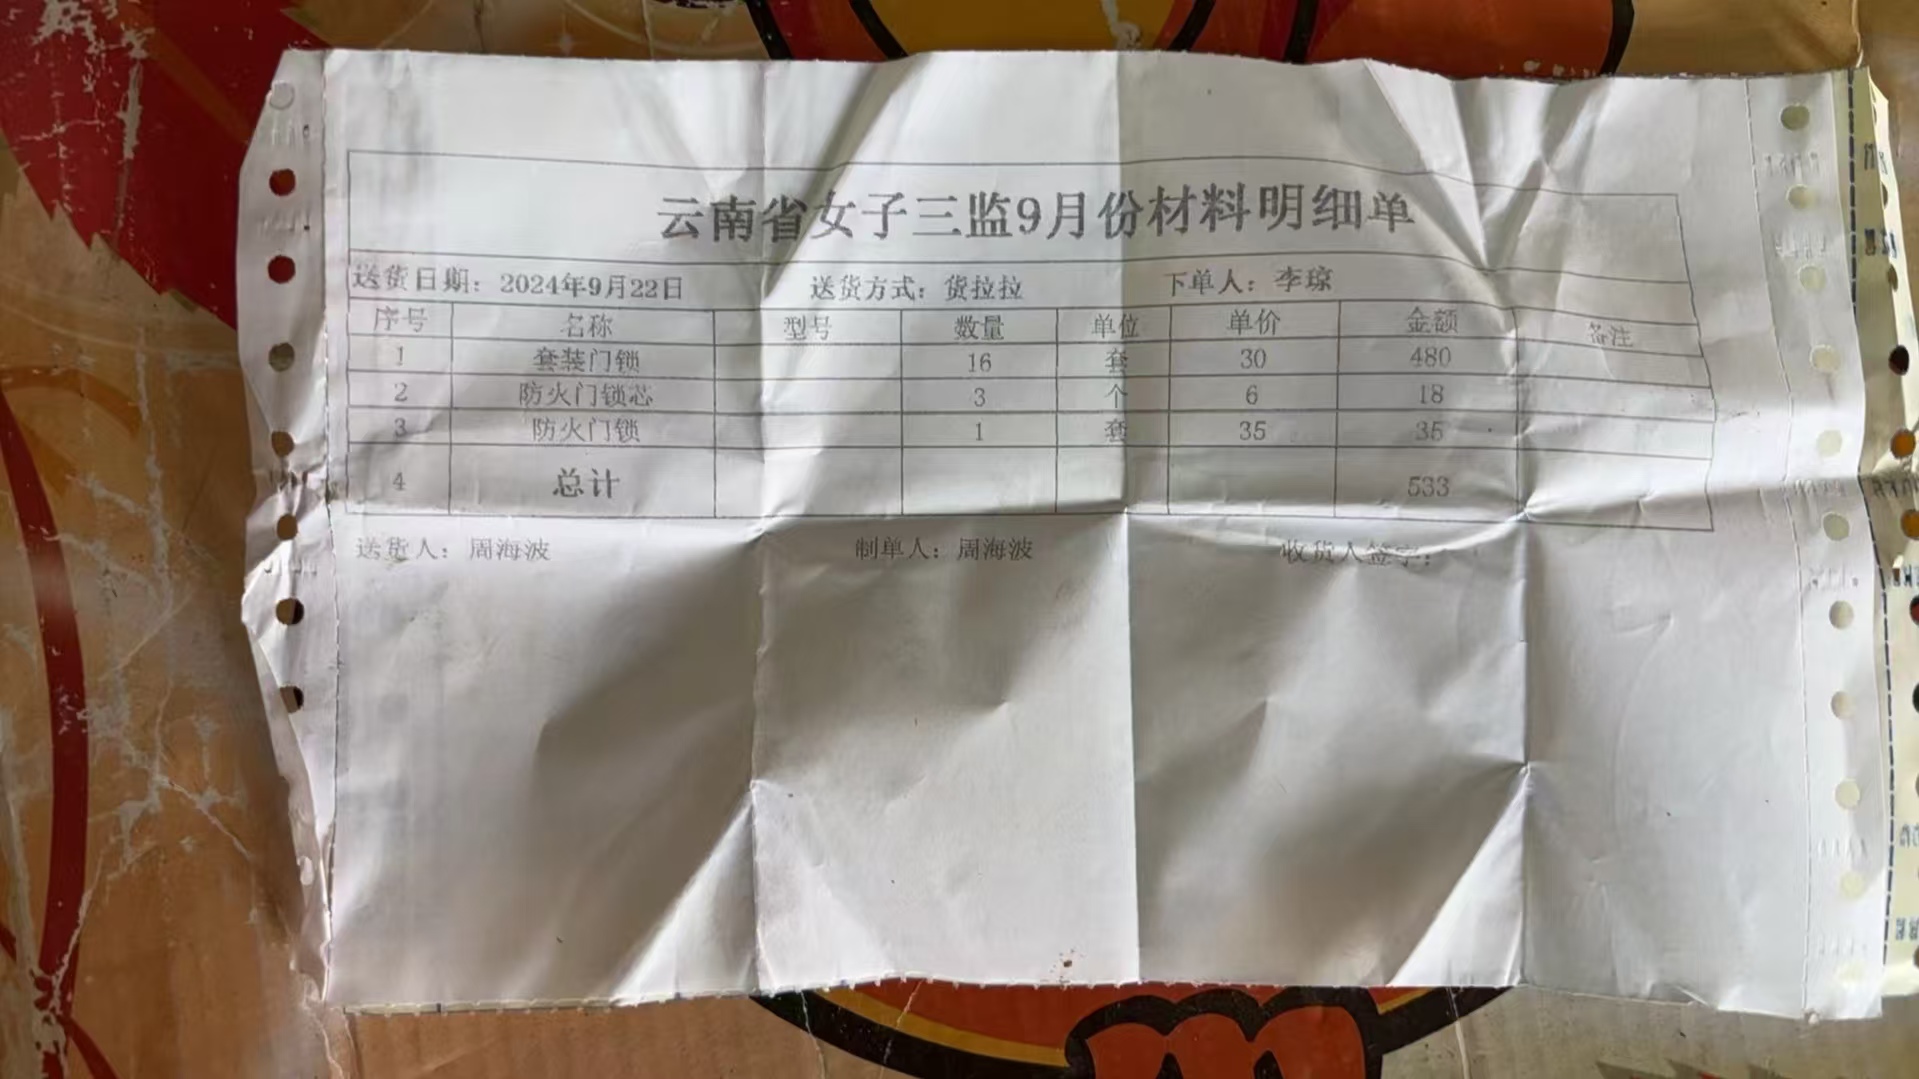 云南省女子三监9月份材料明细单
送货日期：2024年9月22日 送货方式：货拉拉 下单人：李琼
序号 名称 型号 数量 单位 单价 金额 备注
1 套装门锁 16 套 30 480
2 防火门锁芯 3 个 6 18
3 防火门锁 1 套 35 35
4 总计 533
送货人：周海波 制单人：周海波 收货人签字：